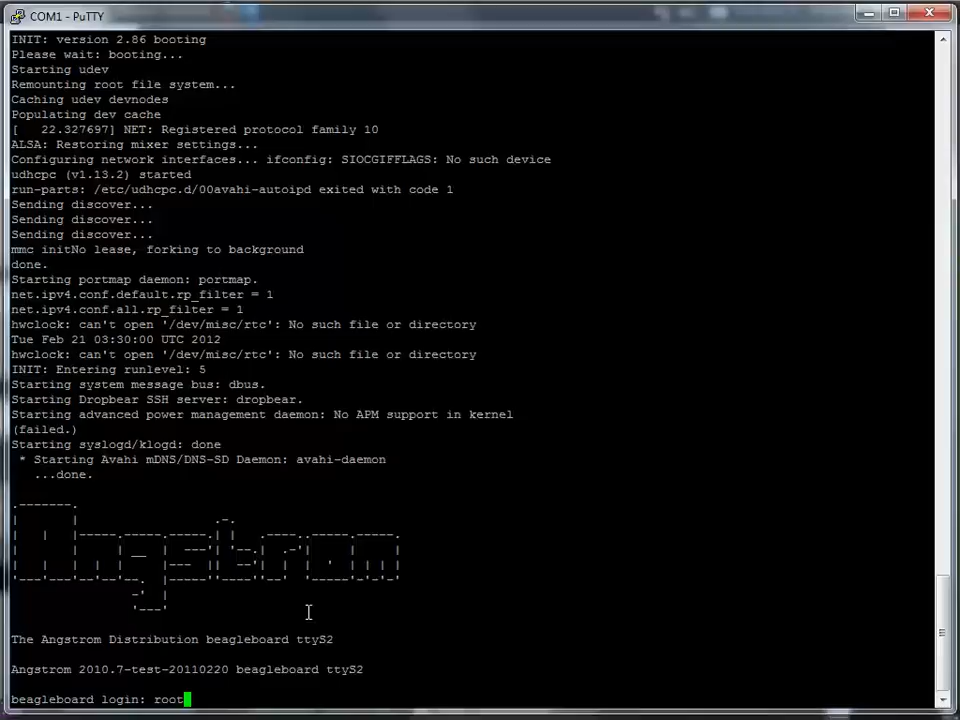 COM1 - PuTTY
INIT: version 2.86 booting
Please wait: booting...
Starting udev
Remounting root file system...
Caching udev devnodes
Populating dev cache
[   22.327697] NET: Registered protocol family 10
ALSA: Restoring mixer settings...
Configuring network interfaces... ifconfig: SIOCGIFFLAGS: No such device
udhcpc (v1.13.2) started
run-parts: /etc/udhcpc.d/00avahi-autoipd exited with code 1
Sending discover...
Sending discover...
Sending discover...
mmc initNo lease, forking to background
done.
Starting portmap daemon: portmap.
net.ipv4.conf.default.rp_filter = 1
net.ipv4.conf.all.rp_filter = 1
hwclock: can't open '/dev/misc/rtc': No such file or directory
Tue Feb 21 03:30:00 UTC 2012
hwclock: can't open '/dev/misc/rtc': No such file or directory
INIT: Entering runlevel: 5
Starting system message bus: dbus.
Starting Dropbear SSH server: dropbear.
Starting advanced power management daemon: No APM support in kernel
(failed.)
Starting syslogd/klogd: done
 * Starting Avahi mDNS/DNS-SD Daemon: avahi-daemon
   ...done.
Angstrom
The Angstrom Distribution beagleboard ttyS2
Angstrom 2010.7-test-20110220 beagleboard ttyS2
beagleboard login: root